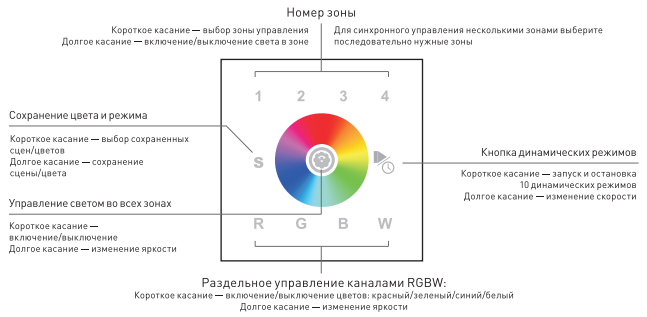 Номер зоны
Короткое касание — выбор зоны управления
Долгое касание — включение/выключение света в зоне
Для синхронного управления несколькими зонами выберите
последовательно нужные зоны
1 2 3 4
Сохранение цвета и режима
Короткое касание — выбор сохраненных
сцен/цветов
Долгое касание — сохранение
сцены/цвета
S
Кнопка динамических режимов
Короткое касание — запуск и остановка
10 динамических режимов
Долгое касание — изменение скорости
Управление светом во всех зонах
Короткое касание —
включение/выключение
Долгое касание — изменение яркости
R G B W
Раздельное управление каналами RGBW:
Короткое касание — включение/выключение цветов: красный/зеленый/синий/белый
Долгое касание — изменение яркости